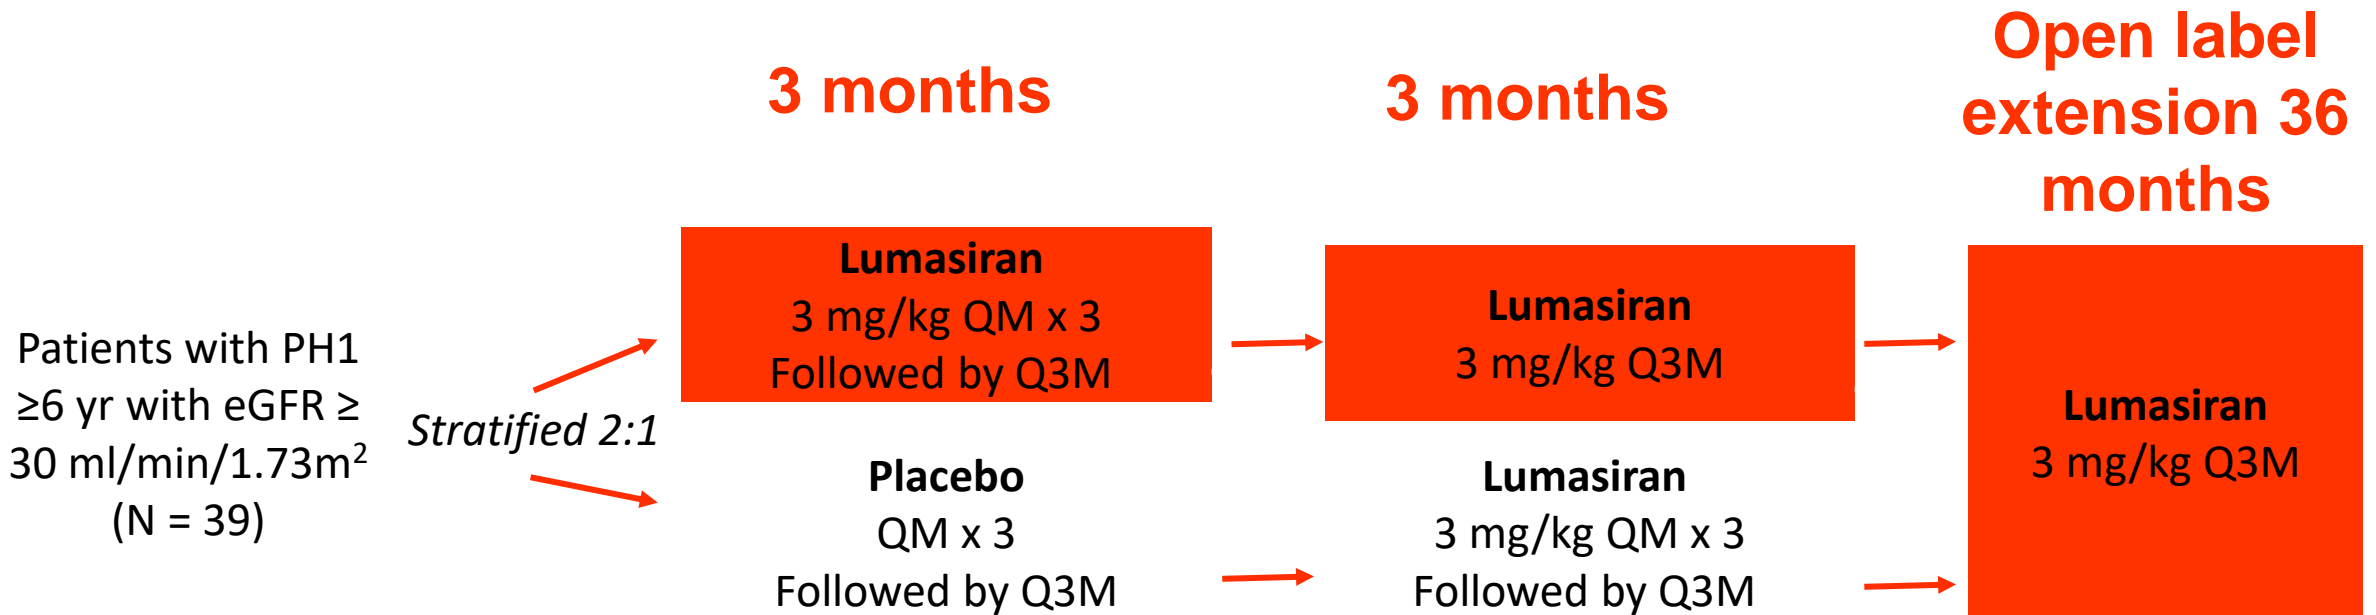 3 months
3 months
Open label
extension 36
months
Patients with PH1
≥6 yr with eGFR ≥
30 ml/min/1.73m²
(N = 39)
Stratified 2:1
Lumasiran
3 mg/kg QM x 3
Followed by Q3M
Placebo
QM x 3
Followed by Q3M
Lumasiran
3 mg/kg Q3M
Lumasiran
3 mg/kg QM x 3
Followed by Q3M
Lumasiran
3 mg/kg Q3M